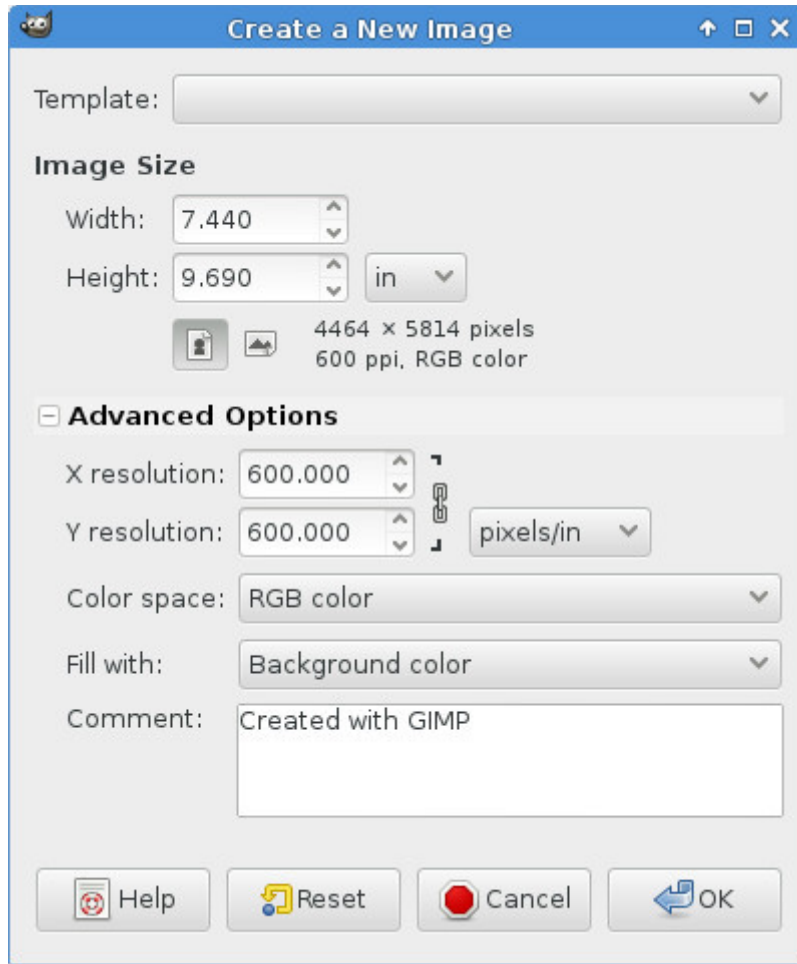 Create a New Image
Template:
Image Size
Width: 7.440
Height: 9.690 in
4464 × 5814 pixels
600 ppi, RGB color
Advanced Options
X resolution: 600.000
Y resolution: 600.000 pixels/in
Color space: RGB color
Fill with: Background color
Comment: Created with GIMP
Help Reset Cancel OK